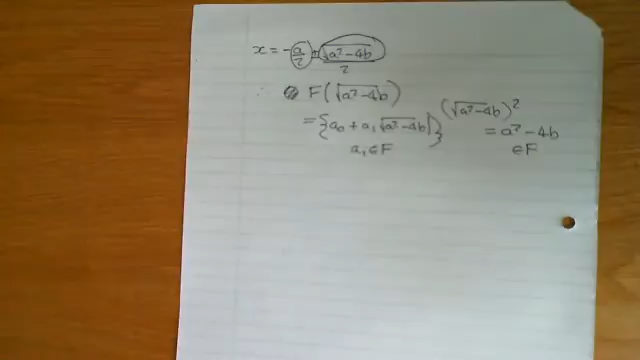 x = -a/2 ± √a²-4b / 2
∴ F(√a²-4b)
= {a₀ + a₁√a²-4b} (√a²-4b)² = a²-4b
a₁ ∈ F ∈ F